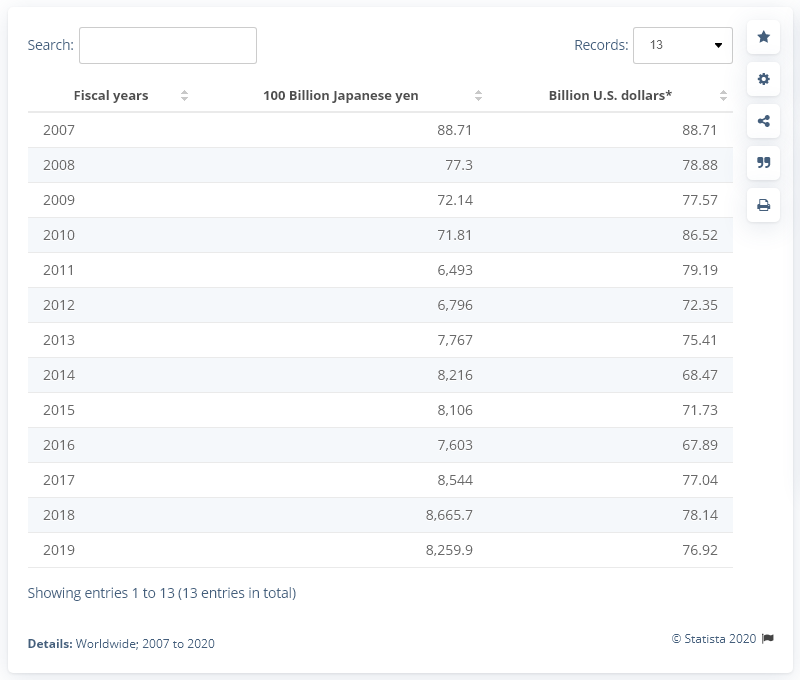 Search:
Records: 13
Fiscal years 100 Billion Japanese yen Billion U.S. dollars*
2007 88.71 88.71
2008 77.3 78.88
2009 72.14 77.57
2010 71.81 86.52
2011 6,493 79.19
2012 6,796 72.35
2013 7,767 75.41
2014 8,216 68.47
2015 8,106 71.73
2016 7,603 67.89
2017 8,544 77.04
2018 8,665.7 78.14
2019 8,259.9 76.92
Showing entries 1 to 13 (13 entries in total)
Details: Worldwide; 2007 to 2020
© Statista 2020